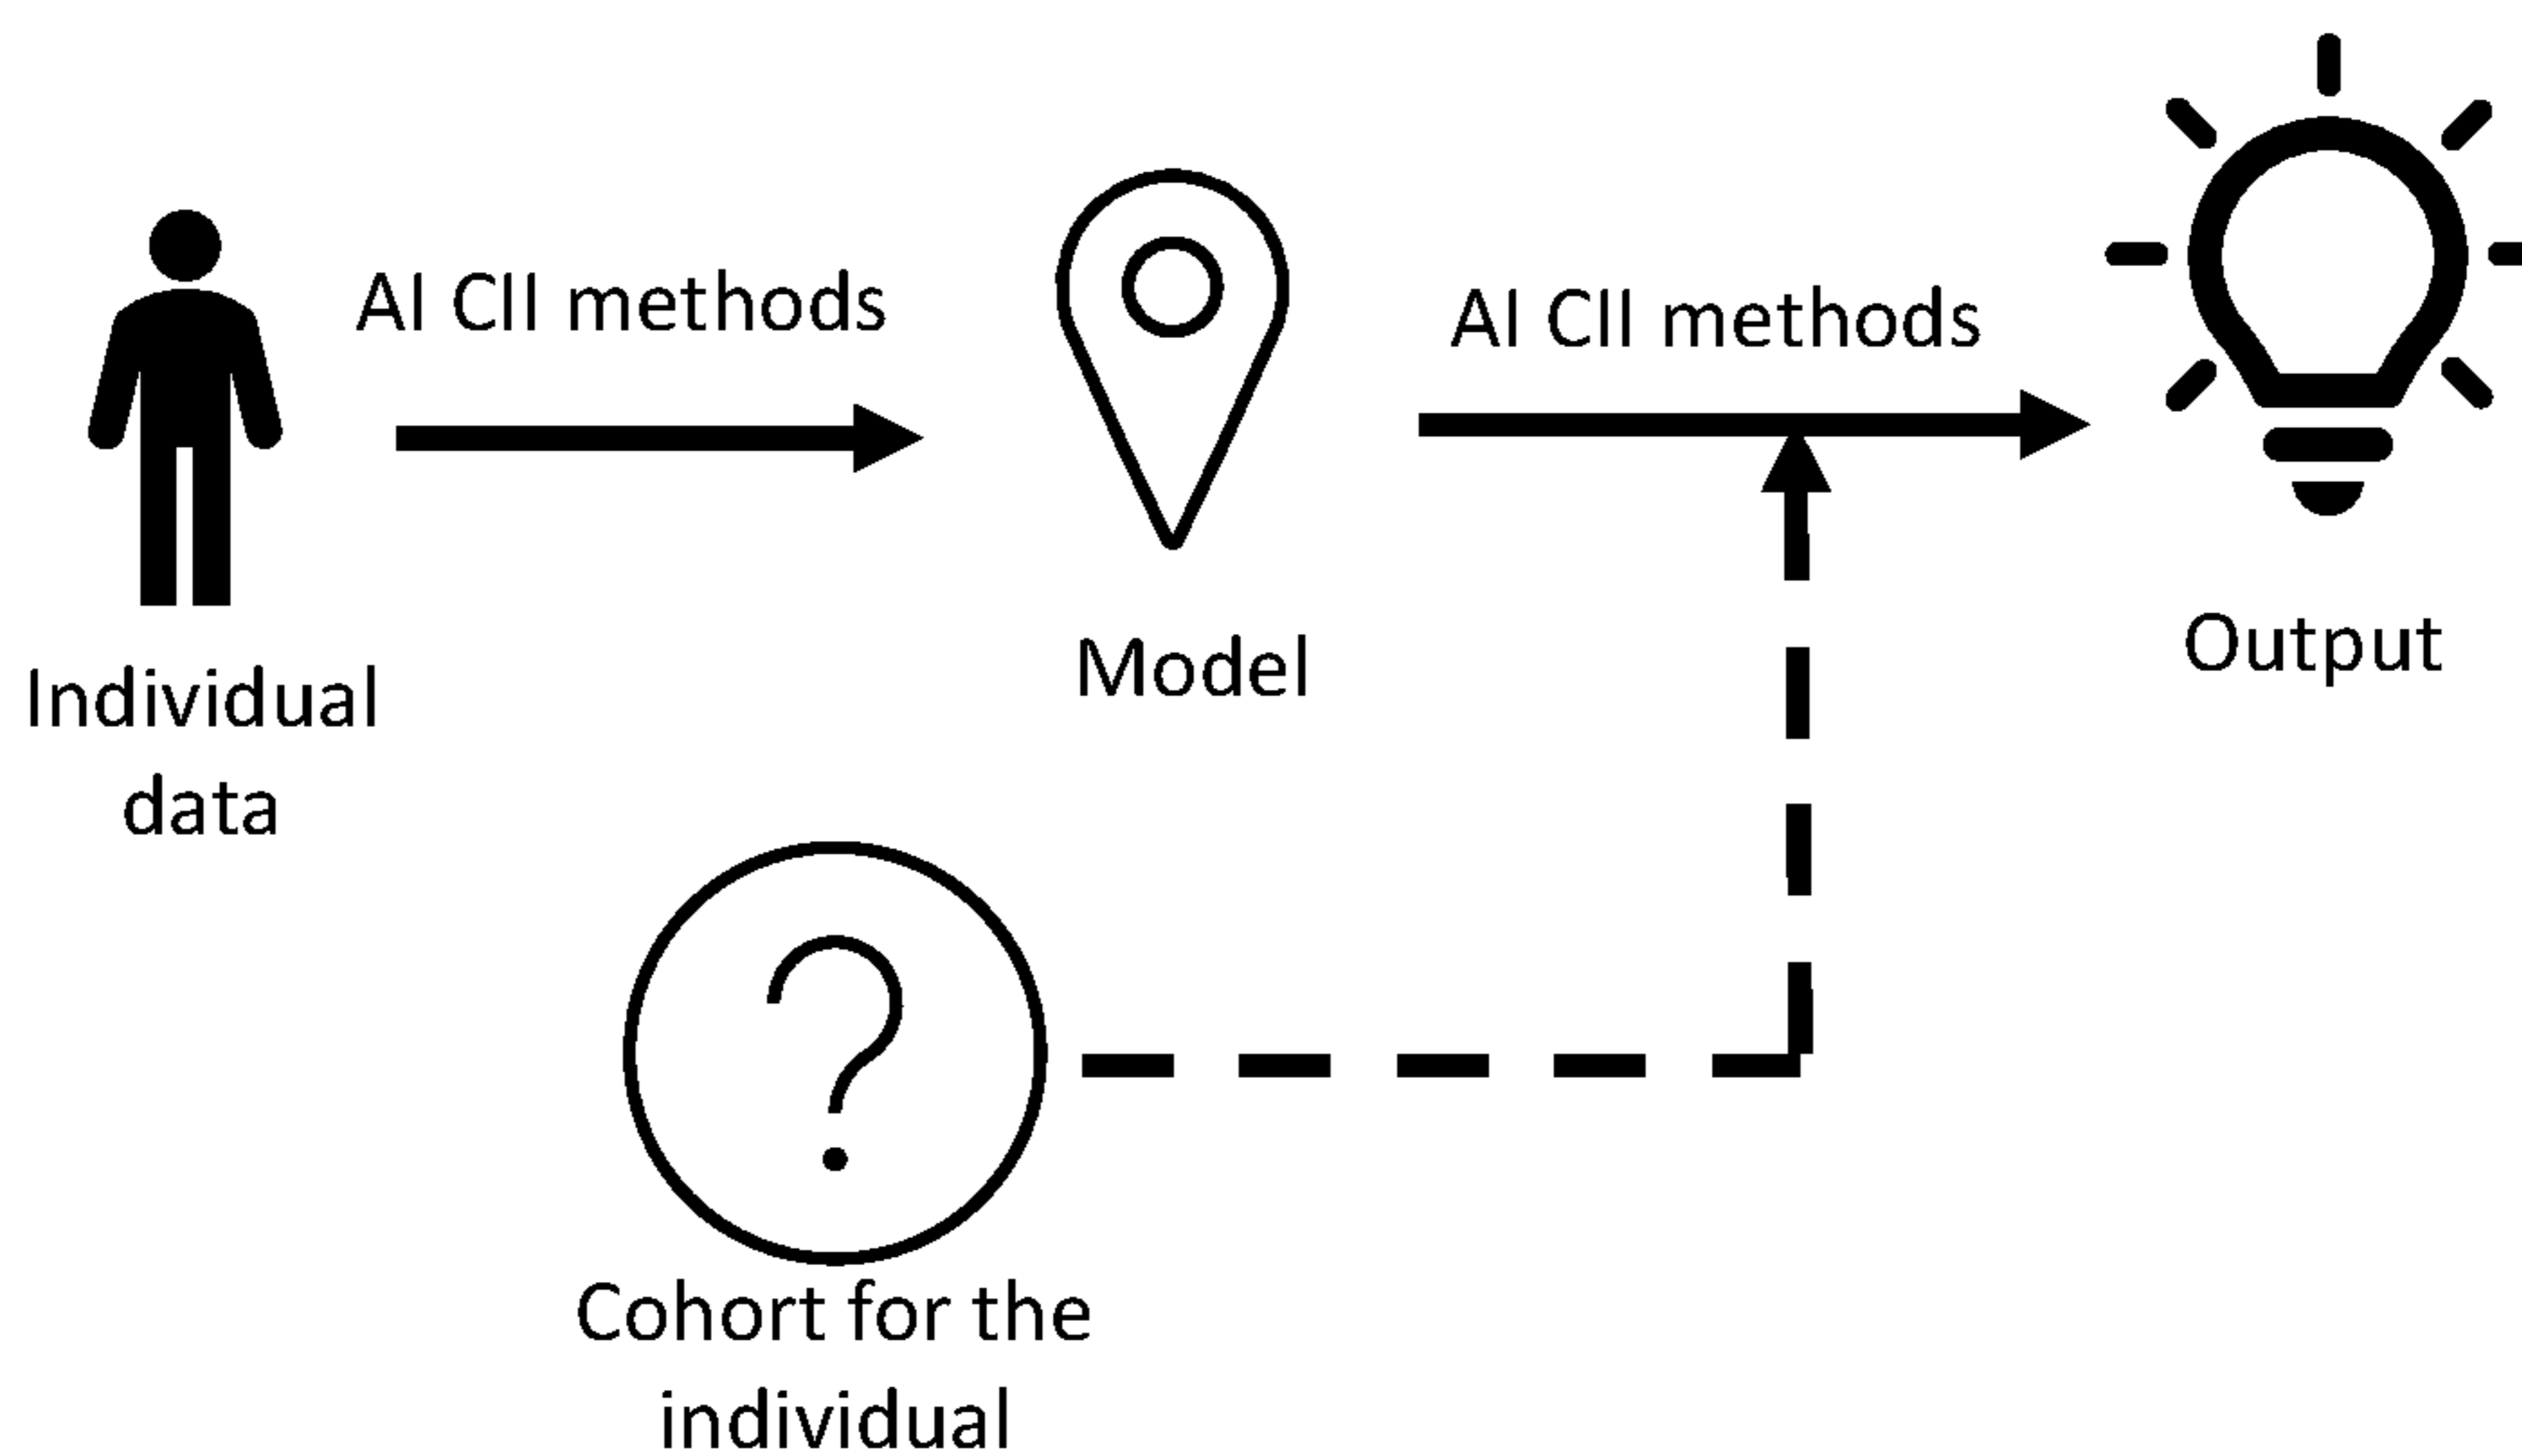 AI CII methods
AI CII methods
Individual
data
Model
Output
?
Cohort for the
individual